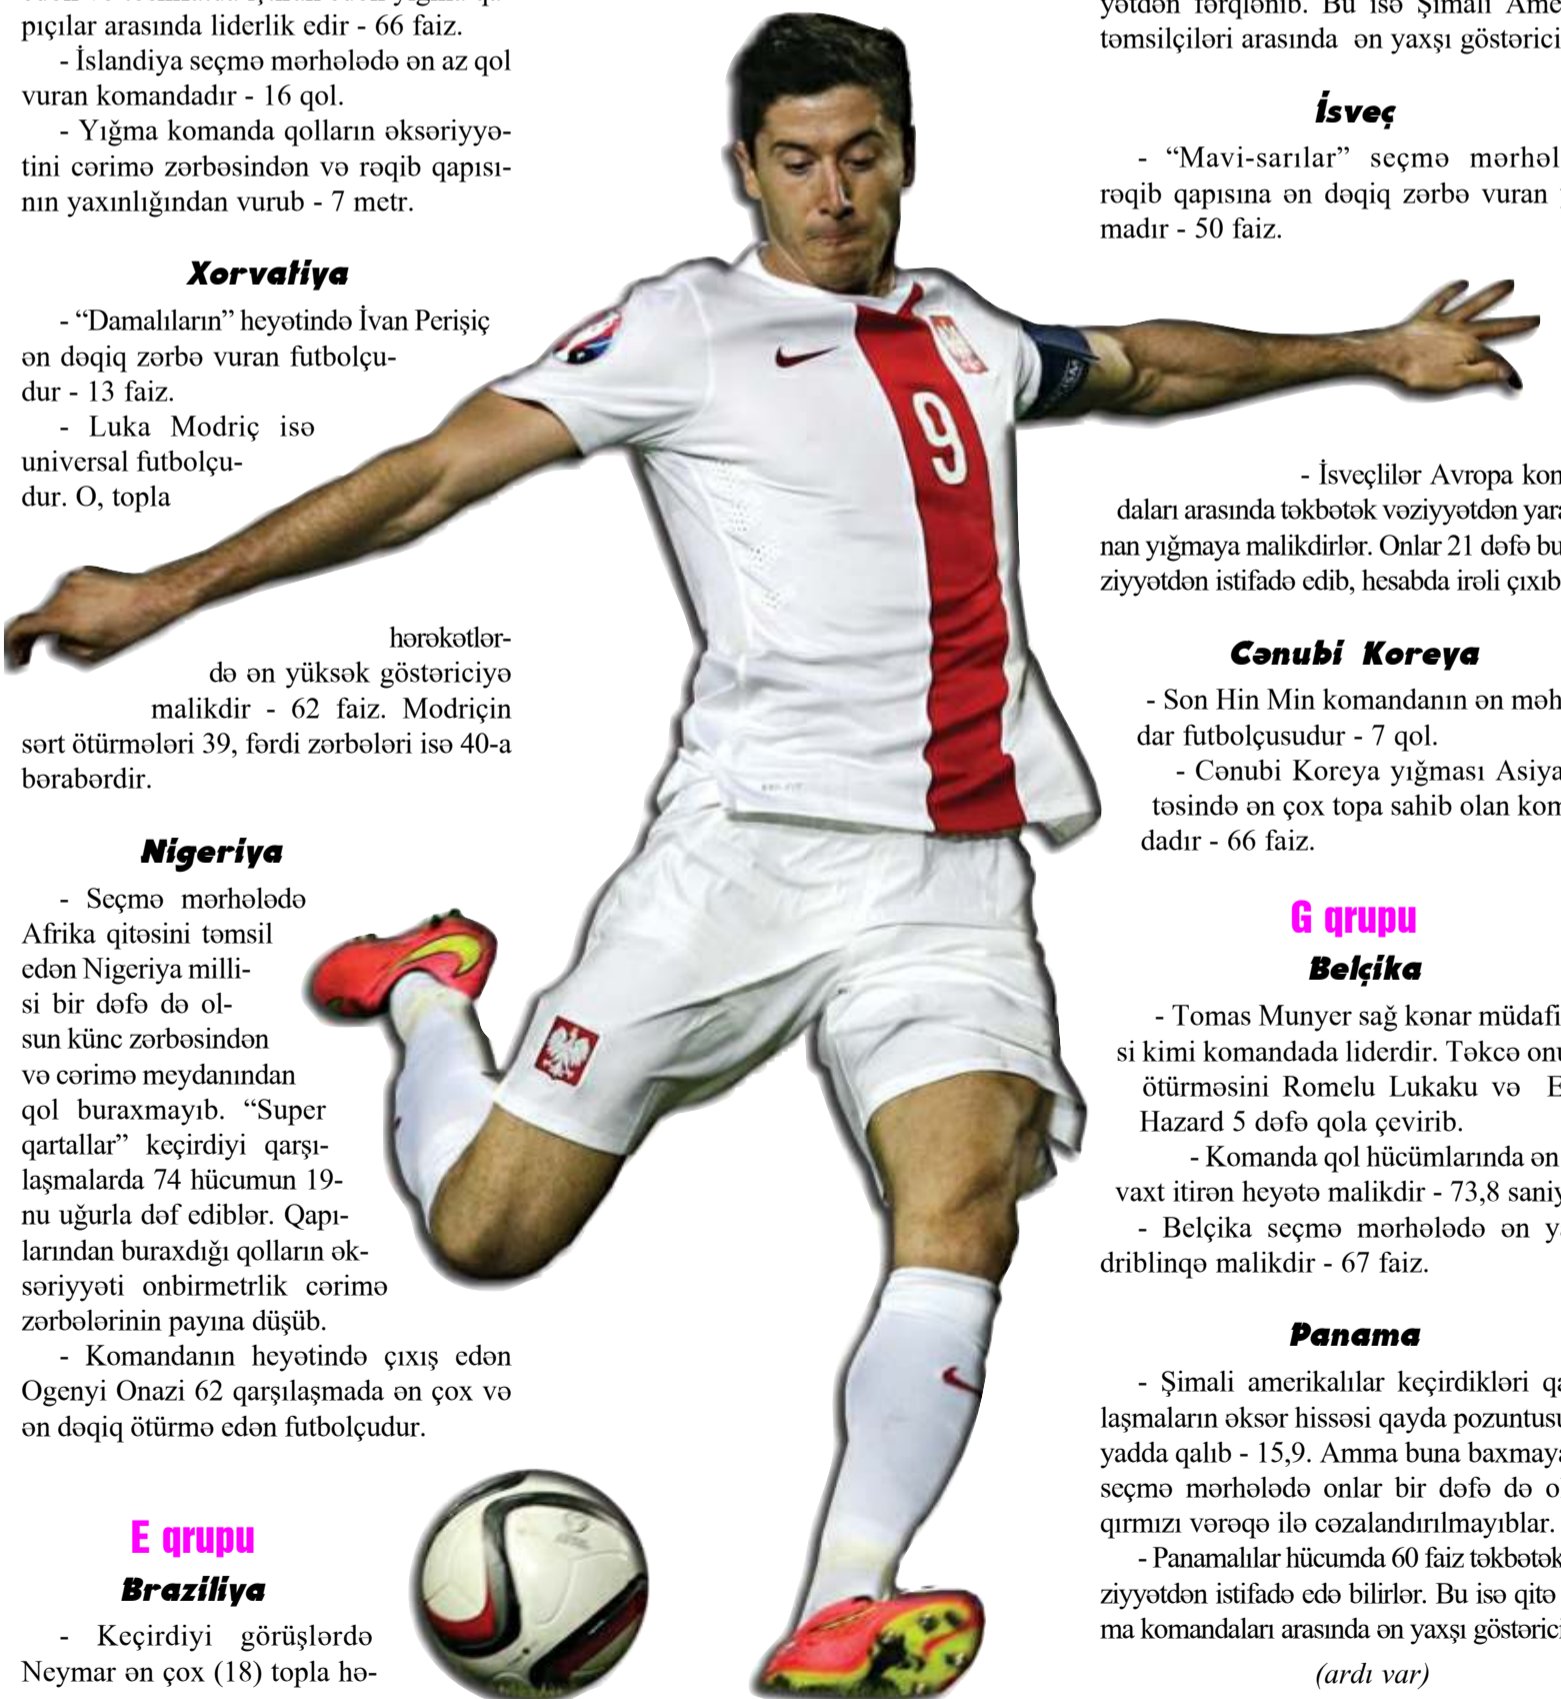 pıçılar arasında liderlik edir - 66 faiz.
- İslandiya seçmə mərhələdə ən az qol
vuran komandadır - 16 qol.
- Yığma komanda qolların əksəriyyə-
tini cərimə zərbəsindən və rəqib qapısı-
nın yaxınlığından vurub - 7 metr.
Xorvatiya
- “Damalıların” heyətində İvan Perişiç
ən dəqiq zərbə vuran futbolçu-
dur - 13 faiz.
- Luka Modriç isə
universal futbolçu-
dur. O, topla
hərəkətlər-
də ən yüksək göstəriciyə
malikdir - 62 faiz. Modriçin
sərt ötürmələri 39, fərdi zərbələri isə 40-a
bərabərdir.
Nigeriya
- Seçmə mərhələdə
Afrika qitəsini təmsil
edən Nigeriya milli-
si bir dəfə də ol-
sun künc zərbəsindən
və cərimə meydanından
qol buraxmayıb. “Super
qartallar” keçirdiyi qarşı-
laşmalarda 74 hücumun 19-
nu uğurla dəf ediblər. Qapı-
larından buraxdığı qolların ək-
səriyyəti onbirmetrlik cərimə
zərbələrinin payına düşüb.
- Komandanın heyətində çıxış edən
Ogenyi Onazi 62 qarşılaşmada ən çox və
ən dəqiq ötürmə edən futbolçudur.
E qrupu
Braziliya
- Keçirdiyi görüşlərdə
Neymar ən çox (18) topla hə-
9
yətdən fərqlənib. Bu isə Şimali Ame
təmsilçiləri arasında ən yaxşı göstərici
İsveç
- “Mavi-sarılar” seçmə mərhəl
rəqib qapısına ən dəqiq zərbə vuran
madır - 50 faiz.
- İsveçlilər Avropa kon
daları arasında təkbətək vəziyyətdən yara
nan yığmaya malikdirlər. Onlar 21 dəfə bu
ziyyətdən istifadə edib, hesabda irəli çıxıb
Cənubi Koreya
- Son Hin Min komandanın ən məh
dar futbolçusudur - 7 qol.
- Cənubi Koreya yığması Asiya
təsində ən çox topa sahib olan kom
dadır - 66 faiz.
G qrupu
Belçika
- Tomas Munyer sağ kənar müdafi
si kimi komandada liderdir. Təkcə onu
ötürməsini Romelu Lukaku və E
Hazard 5 dəfə qola çevirib.
- Komanda qol hücümlarında ən
vaxt itirən heyətə malikdir - 73,8 saniy
- Belçika seçmə mərhələdə ən ya
driblinqə malikdir - 67 faiz.
Panama
- Şimali amerikalılar keçirdikləri qa
laşmaların əksər hissəsi qayda pozuntusu
yadda qalıb - 15,9. Amma buna baxmaya
seçmə mərhələdə onlar bir dəfə də o
qırmızı vərəqə ilə cəzalandırılmayıblar.
- Panamalılar hücumda 60 faiz təkbətək
ziyyətdən istifadə edə bilirlər. Bu isə qitə
ma komandaları arasında ən yaxşı göstərici
(ardı var)